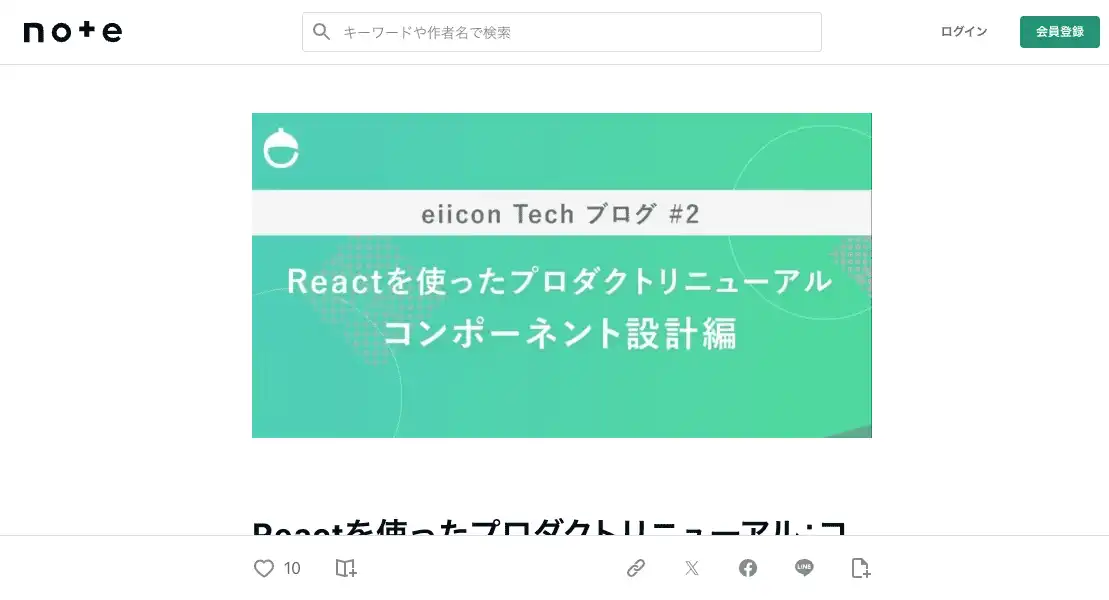 note
キーワードや作者名で検索
ログイン
会員登録
eiicon Tech ブログ #2
Reactを使ったプロダクトリニューアル
コンポーネント設計編
Reactを使ったプロダクトリニューアル：コ
10
LINE